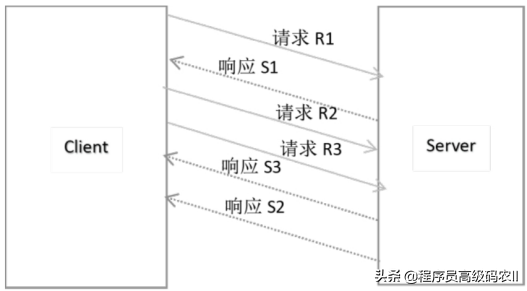 请求 R1
响应 S1
请求 R2
Client
请求 R3
Server
响应 S3
响应 S2
头条 @程序员高级码农II